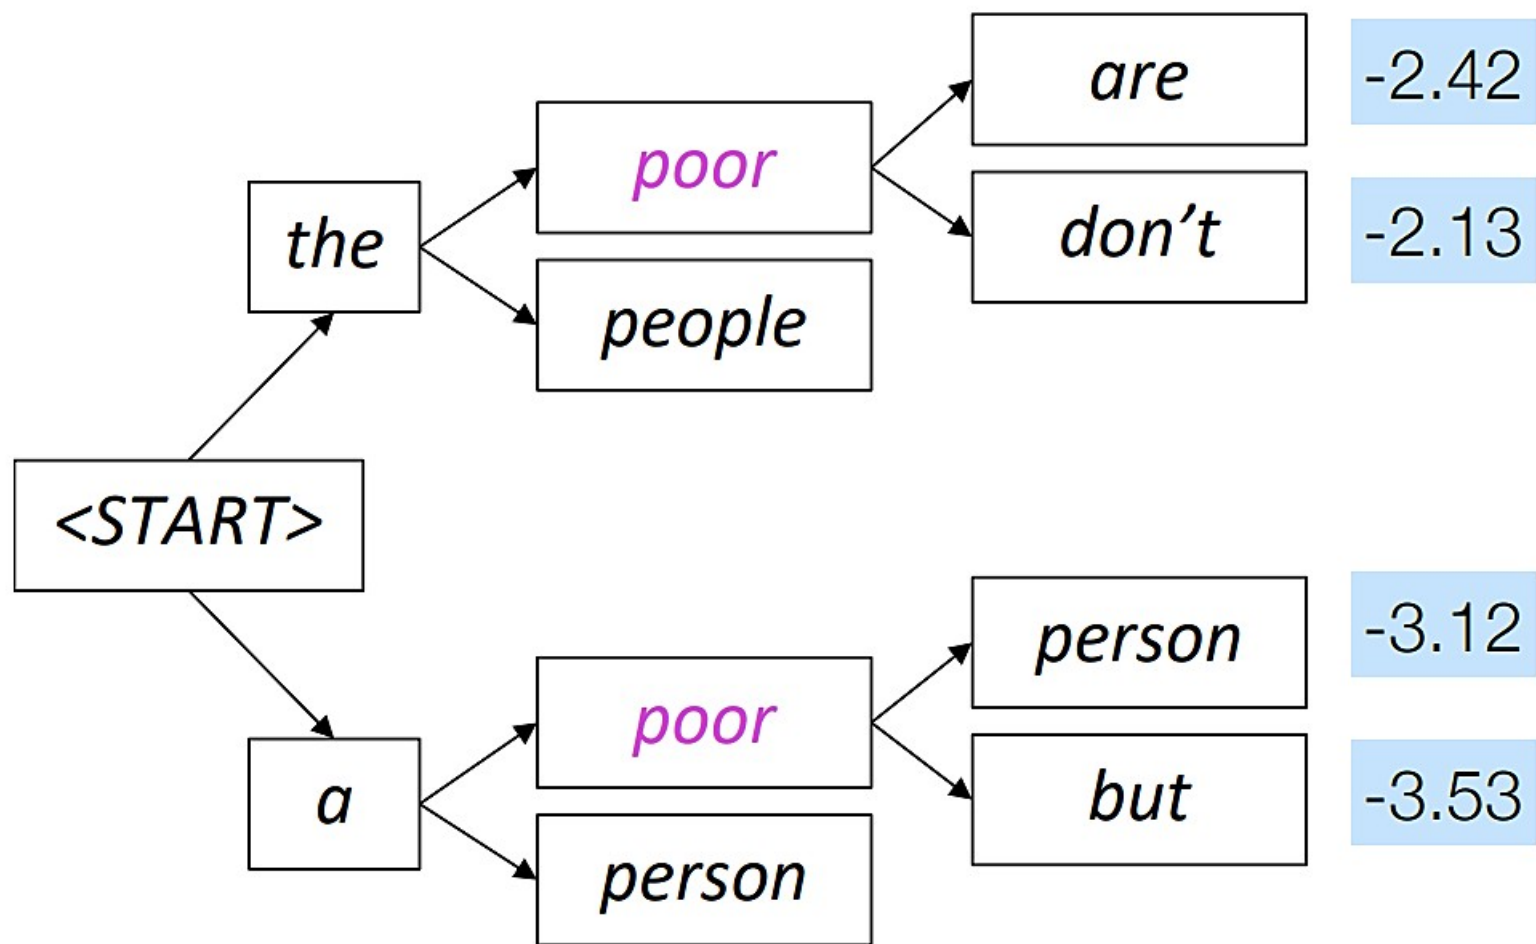 are -2.42
poor
the don’t -2.13
people
<START>
person -3.12
poor
a but -3.53
person